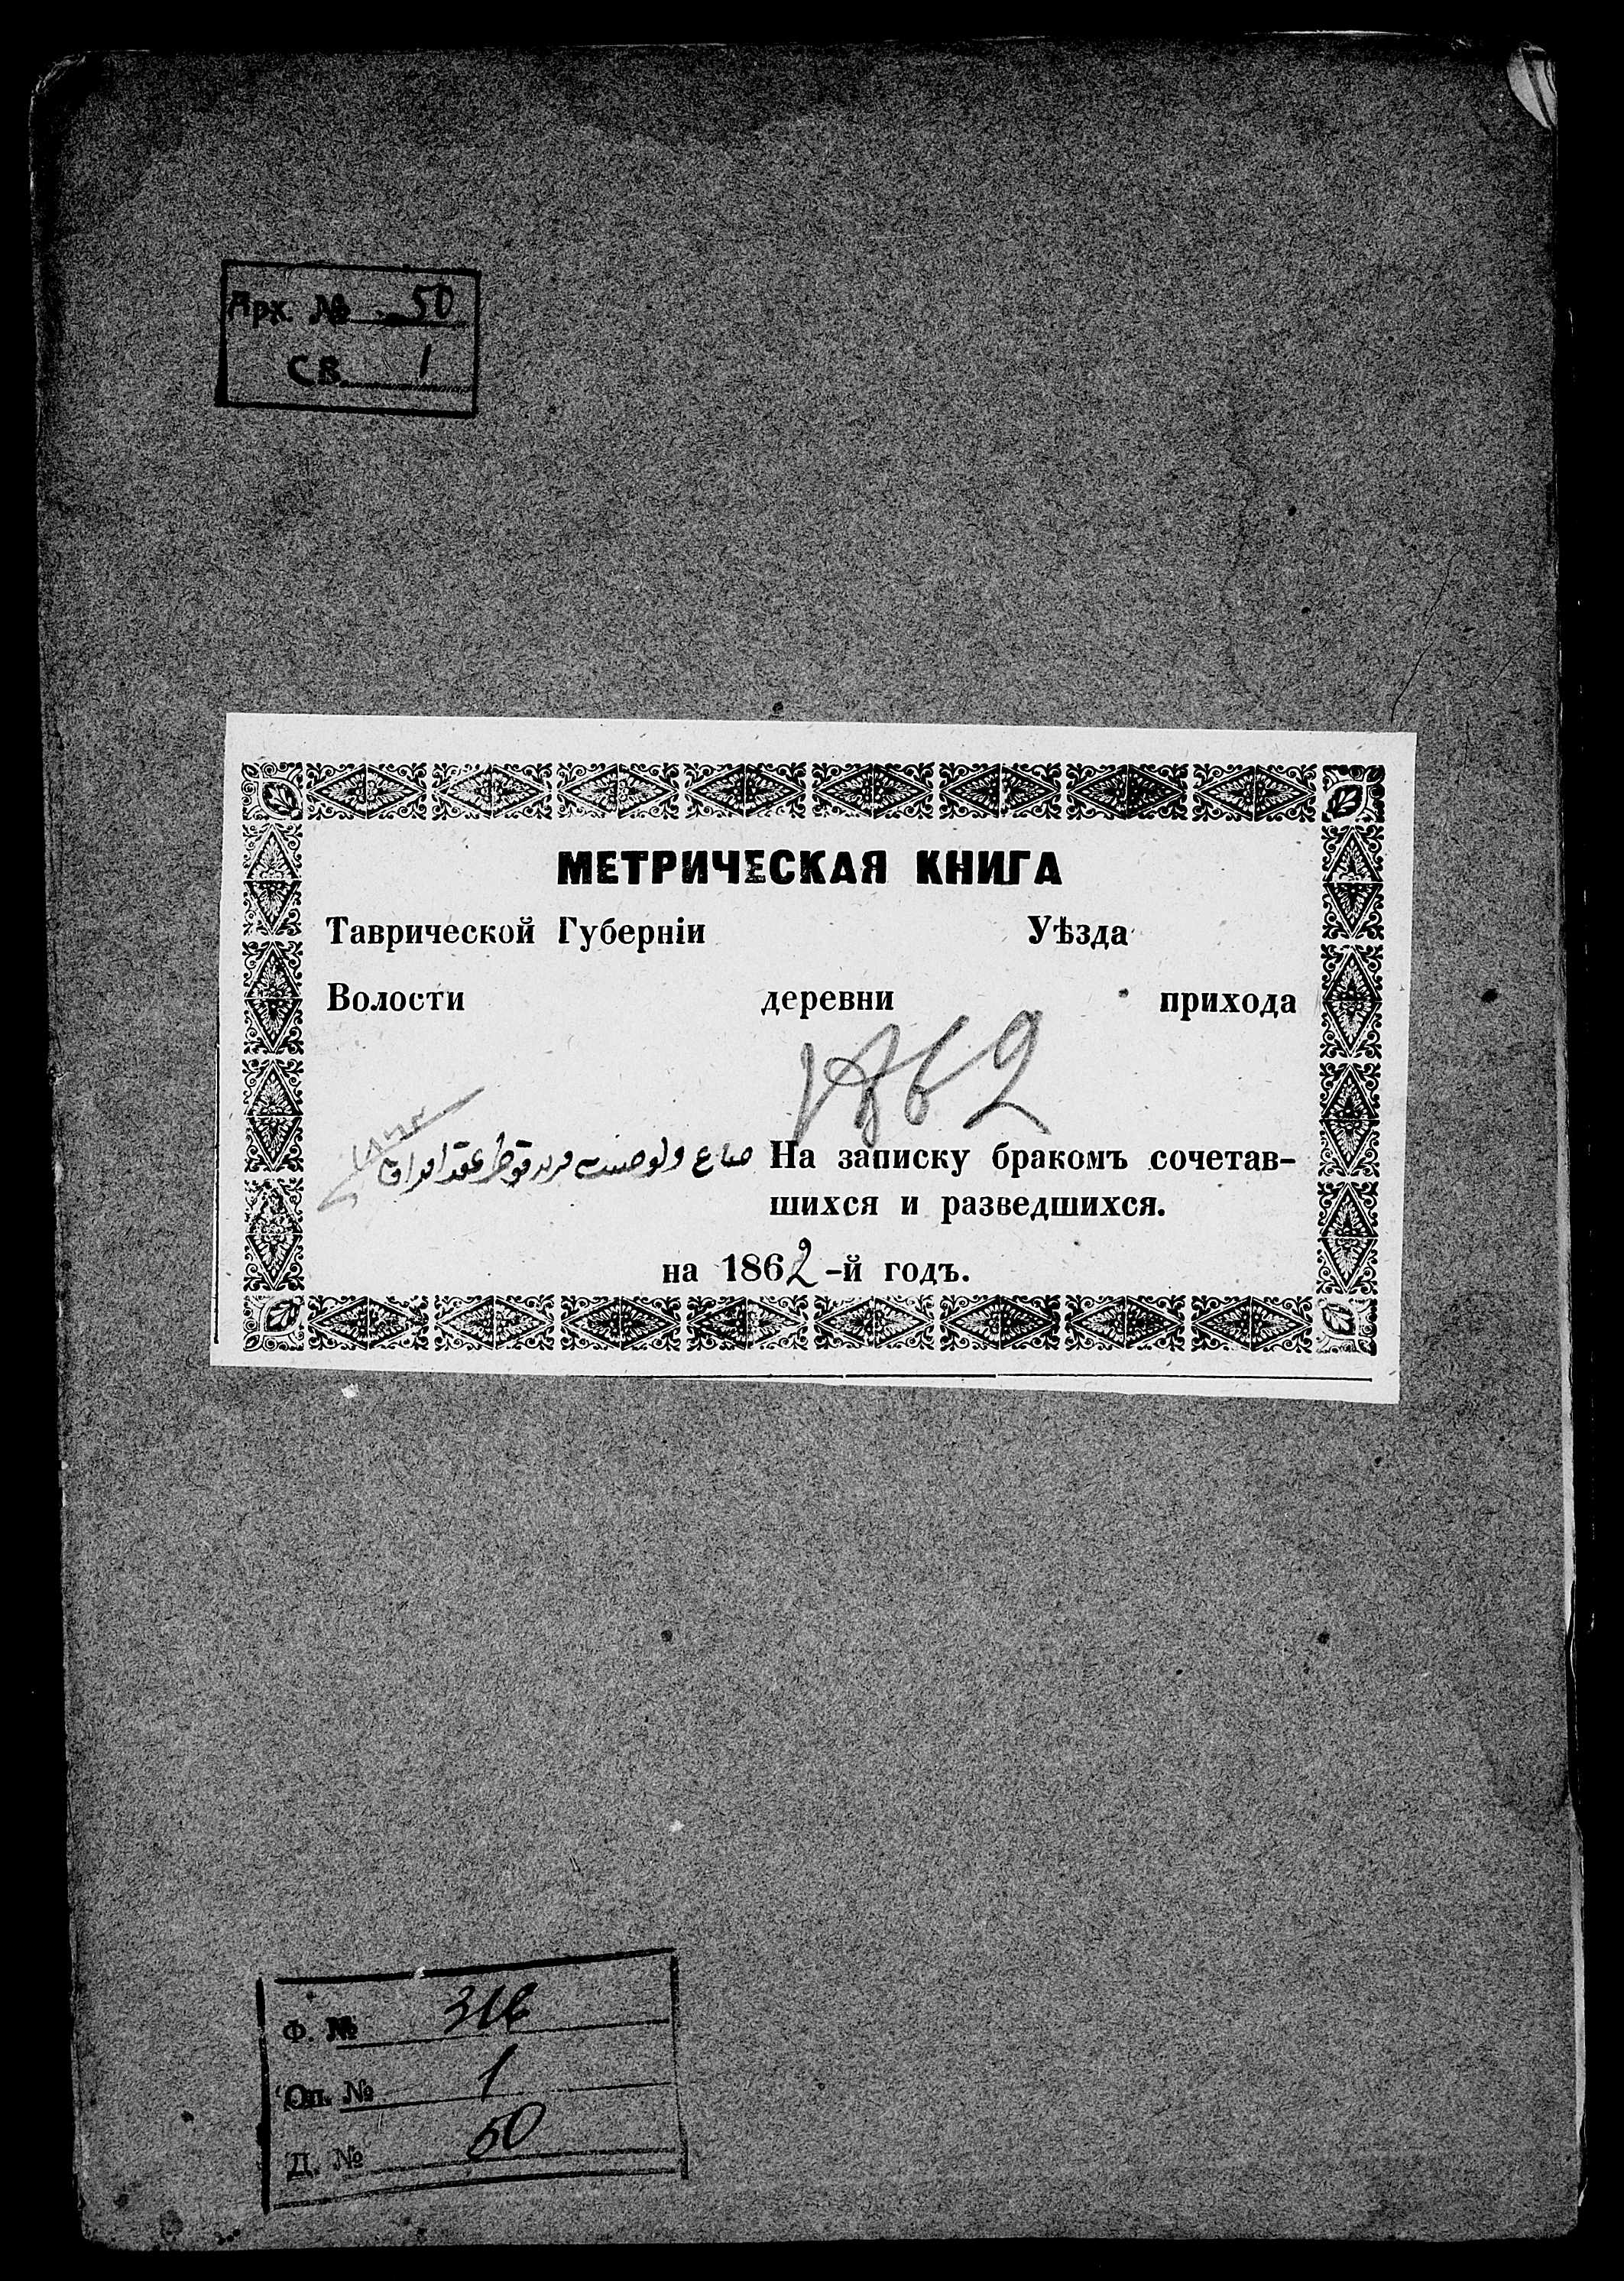 Арх. № 50
СВ. 1
МЕТРИЧЕСКАЯ КНИГА
Таврической Губерніи Уѣзда
Волости деревни прихода
1862
На записку бракомъ сочетав-
шихся и разведшихся.
на 1862-й годъ.
Ф. № 316
Оп. № 1
Д. № 50